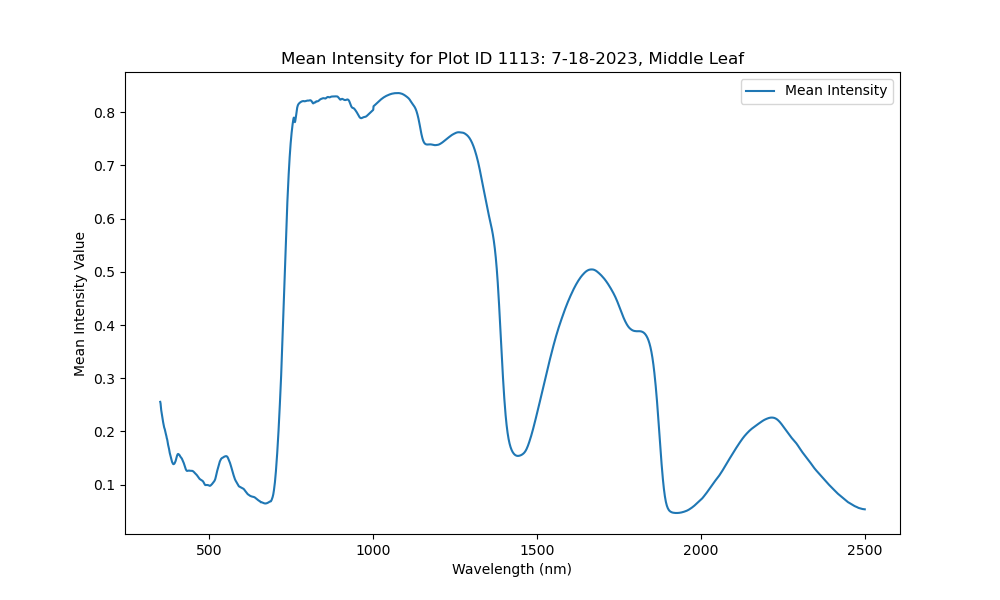 Mean Intensity for Plot ID 1113: 7-18-2023, Middle Leaf
Mean Intensity
Mean Intensity Value
0.8
0.7
0.6
0.5
0.4
0.3
0.2
0.1
500 1000 1500 2000 2500
Wavelength (nm)